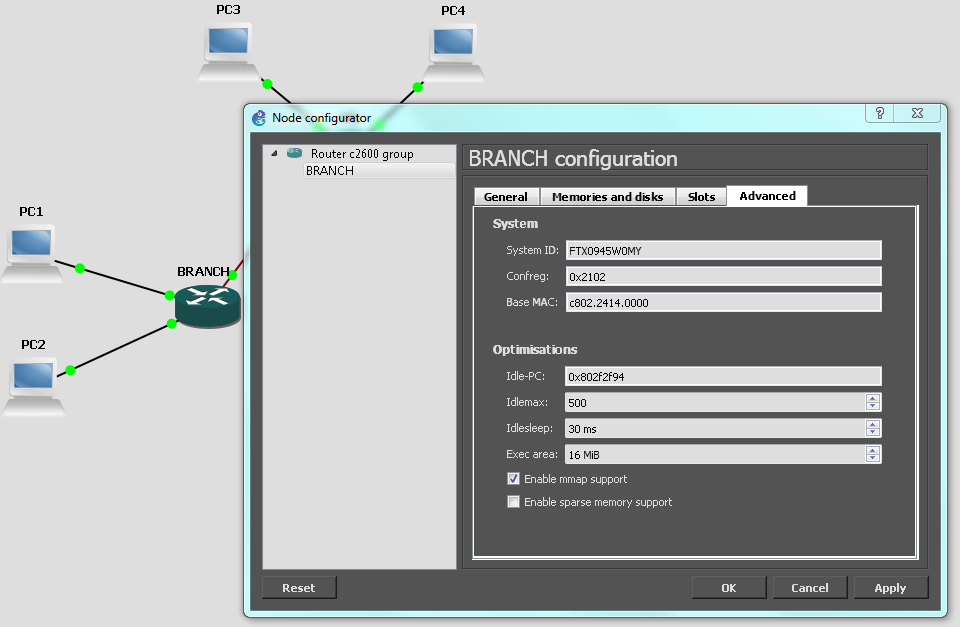 PC3
PC4
Node configurator
?
Router c2600 group
BRANCH
BRANCH configuration
General
Memories and disks
Slots
Advanced
System
System ID: FTX0945W0MY
Confreg: 0x2102
Base MAC: c802.2414.0000
Optimisations
Idle-PC: 0x802f2f94
Idlemax: 500
Idlesleep: 30 ms
Exec area: 16 MiB
Enable mmap support
Enable sparse memory support
PC1
BRANCH
PC2
Reset
OK
Cancel
Apply